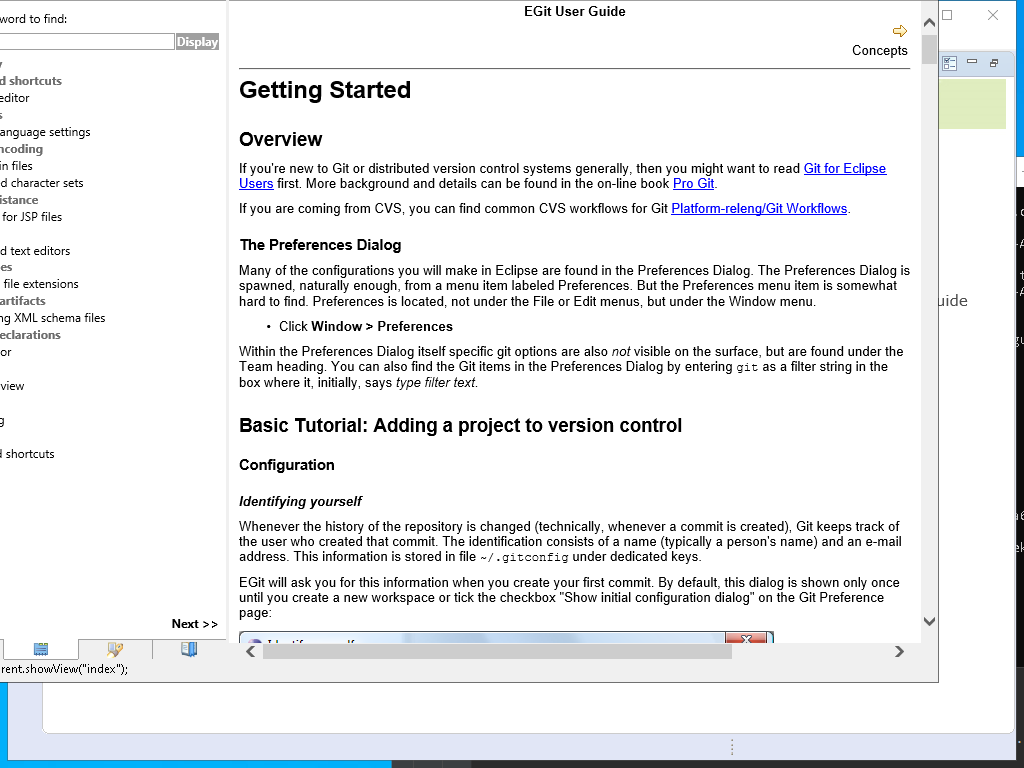 word to find:
Display
d shortcuts
editor
anguage settings
ncoding
in files
d character sets
istance
for JSP files
d text editors
es
file extensions
artifacts
ng XML schema files
eclarations
or
view
g
d shortcuts
Next >>
rent.showView("index");
EGit User Guide
Concepts
Getting Started
Overview
If you're new to Git or distributed version control systems generally, then you might want to read Git for Eclipse
Users first. More background and details can be found in the on-line book Pro Git.
If you are coming from CVS, you can find common CVS workflows for Git Platform-releng/Git Workflows.
The Preferences Dialog
Many of the configurations you will make in Eclipse are found in the Preferences Dialog. The Preferences Dialog is
spawned, naturally enough, from a menu item labeled Preferences. But the Preferences menu item is somewhat
hard to find. Preferences is located, not under the File or Edit menus, but under the Window menu.
• Click Window > Preferences
Within the Preferences Dialog itself specific git options are also not visible on the surface, but are found under the
Team heading. You can also find the Git items in the Preferences Dialog by entering git as a filter string in the
box where it, initially, says type filter text.
Basic Tutorial: Adding a project to version control
Configuration
Identifying yourself
Whenever the history of the repository is changed (technically, whenever a commit is created), Git keeps track of
the user who created that commit. The identification consists of a name (typically a person's name) and an e-mail
address. This information is stored in file ~/.gitconfig under dedicated keys.
EGit will ask you for this information when you create your first commit. By default, this dialog is shown only once
until you create a new workspace or tick the checkbox "Show initial configuration dialog" on the Git Preference
page:
uide